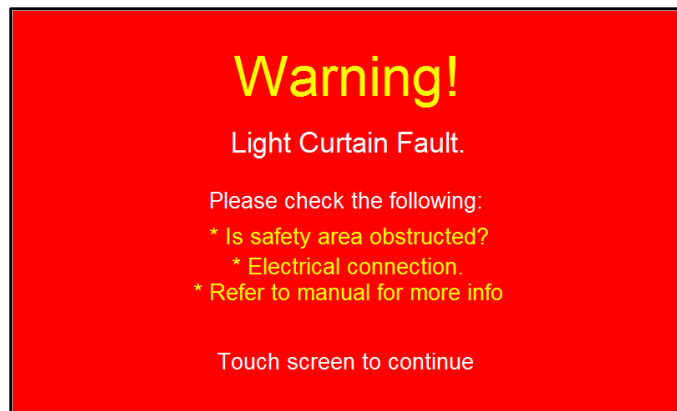 Warning!
Light Curtain Fault.
Please check the following:
* Is safety area obstructed?
* Electrical connection.
* Refer to manual for more info
Touch screen to continue